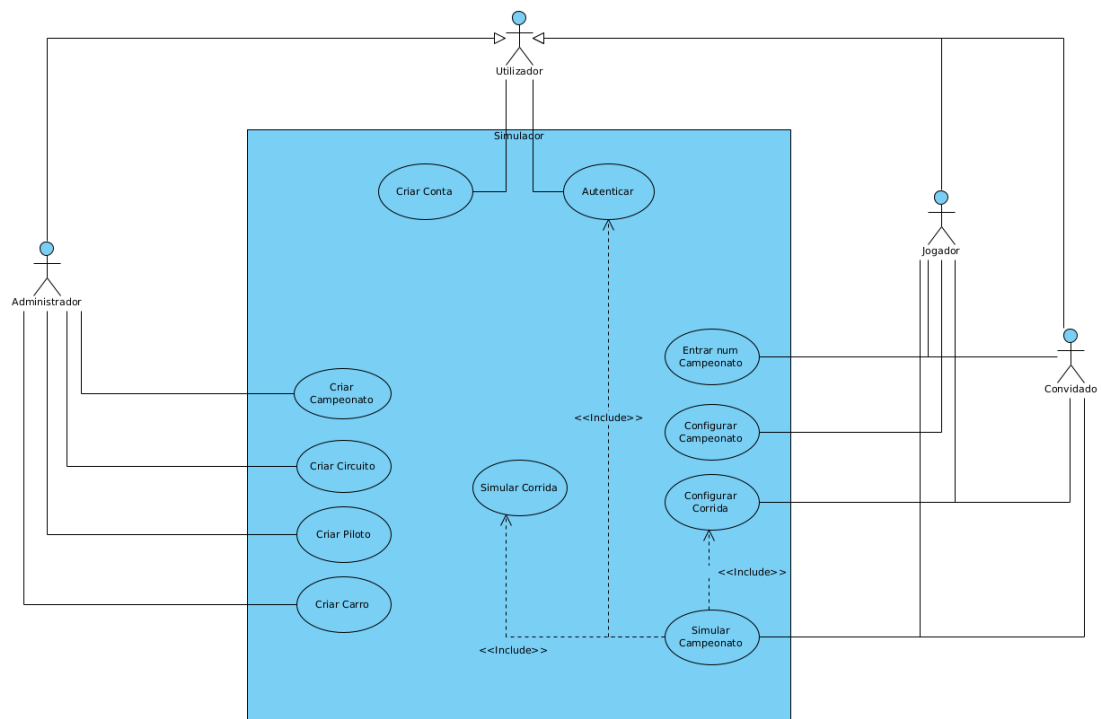 Utilizador
Simulador
Criar Conta
Autenticar
Jogador
Administrador
Entrar num
Campeonato
Convidado
Criar
Campeonato
<<Include>>
Configurar
Campeonato
Criar Circuito
Simular Corrida
Configurar
Corrida
Criar Piloto
<<Include>>
Criar Carro
Simular
Campeonato
<<Include>>